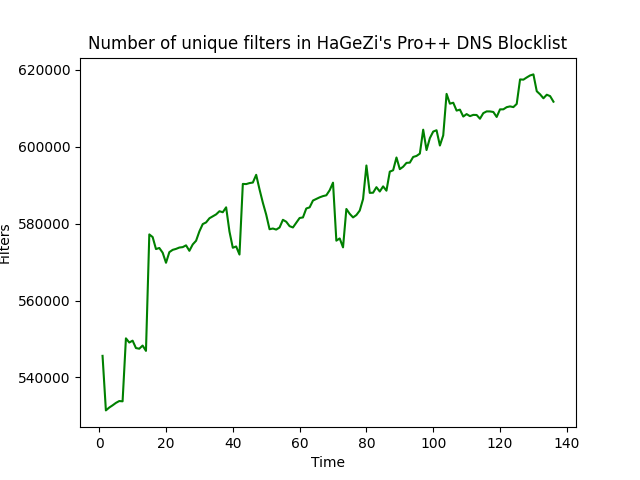 Number of unique filters in HaGeZi's Pro++ DNS Blocklist
620000
600000
580000
560000
540000
Filters
0 20 40 60 80 100 120 140
Time